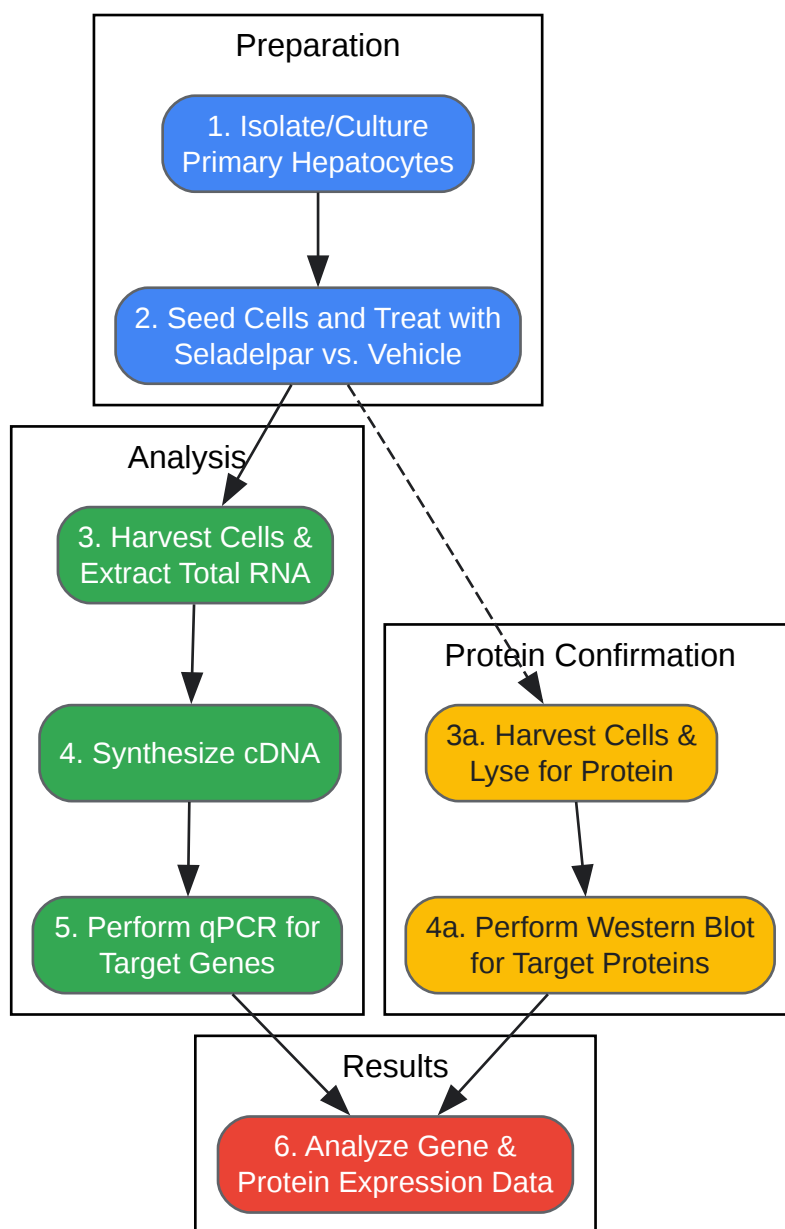 Preparation
1. Isolate/Culture
Primary Hepatocytes
2. Seed Cells and Treat with
Seladelpar vs. Vehicle
Analysis
3. Harvest Cells &
Extract Total RNA
4. Synthesize cDNA
5. Perform qPCR for
Target Genes
Protein Confirmation
3a. Harvest Cells &
Lyse for Protein
4a. Perform Western Blot
for Target Proteins
Results
6. Analyze Gene &
Protein Expression Data